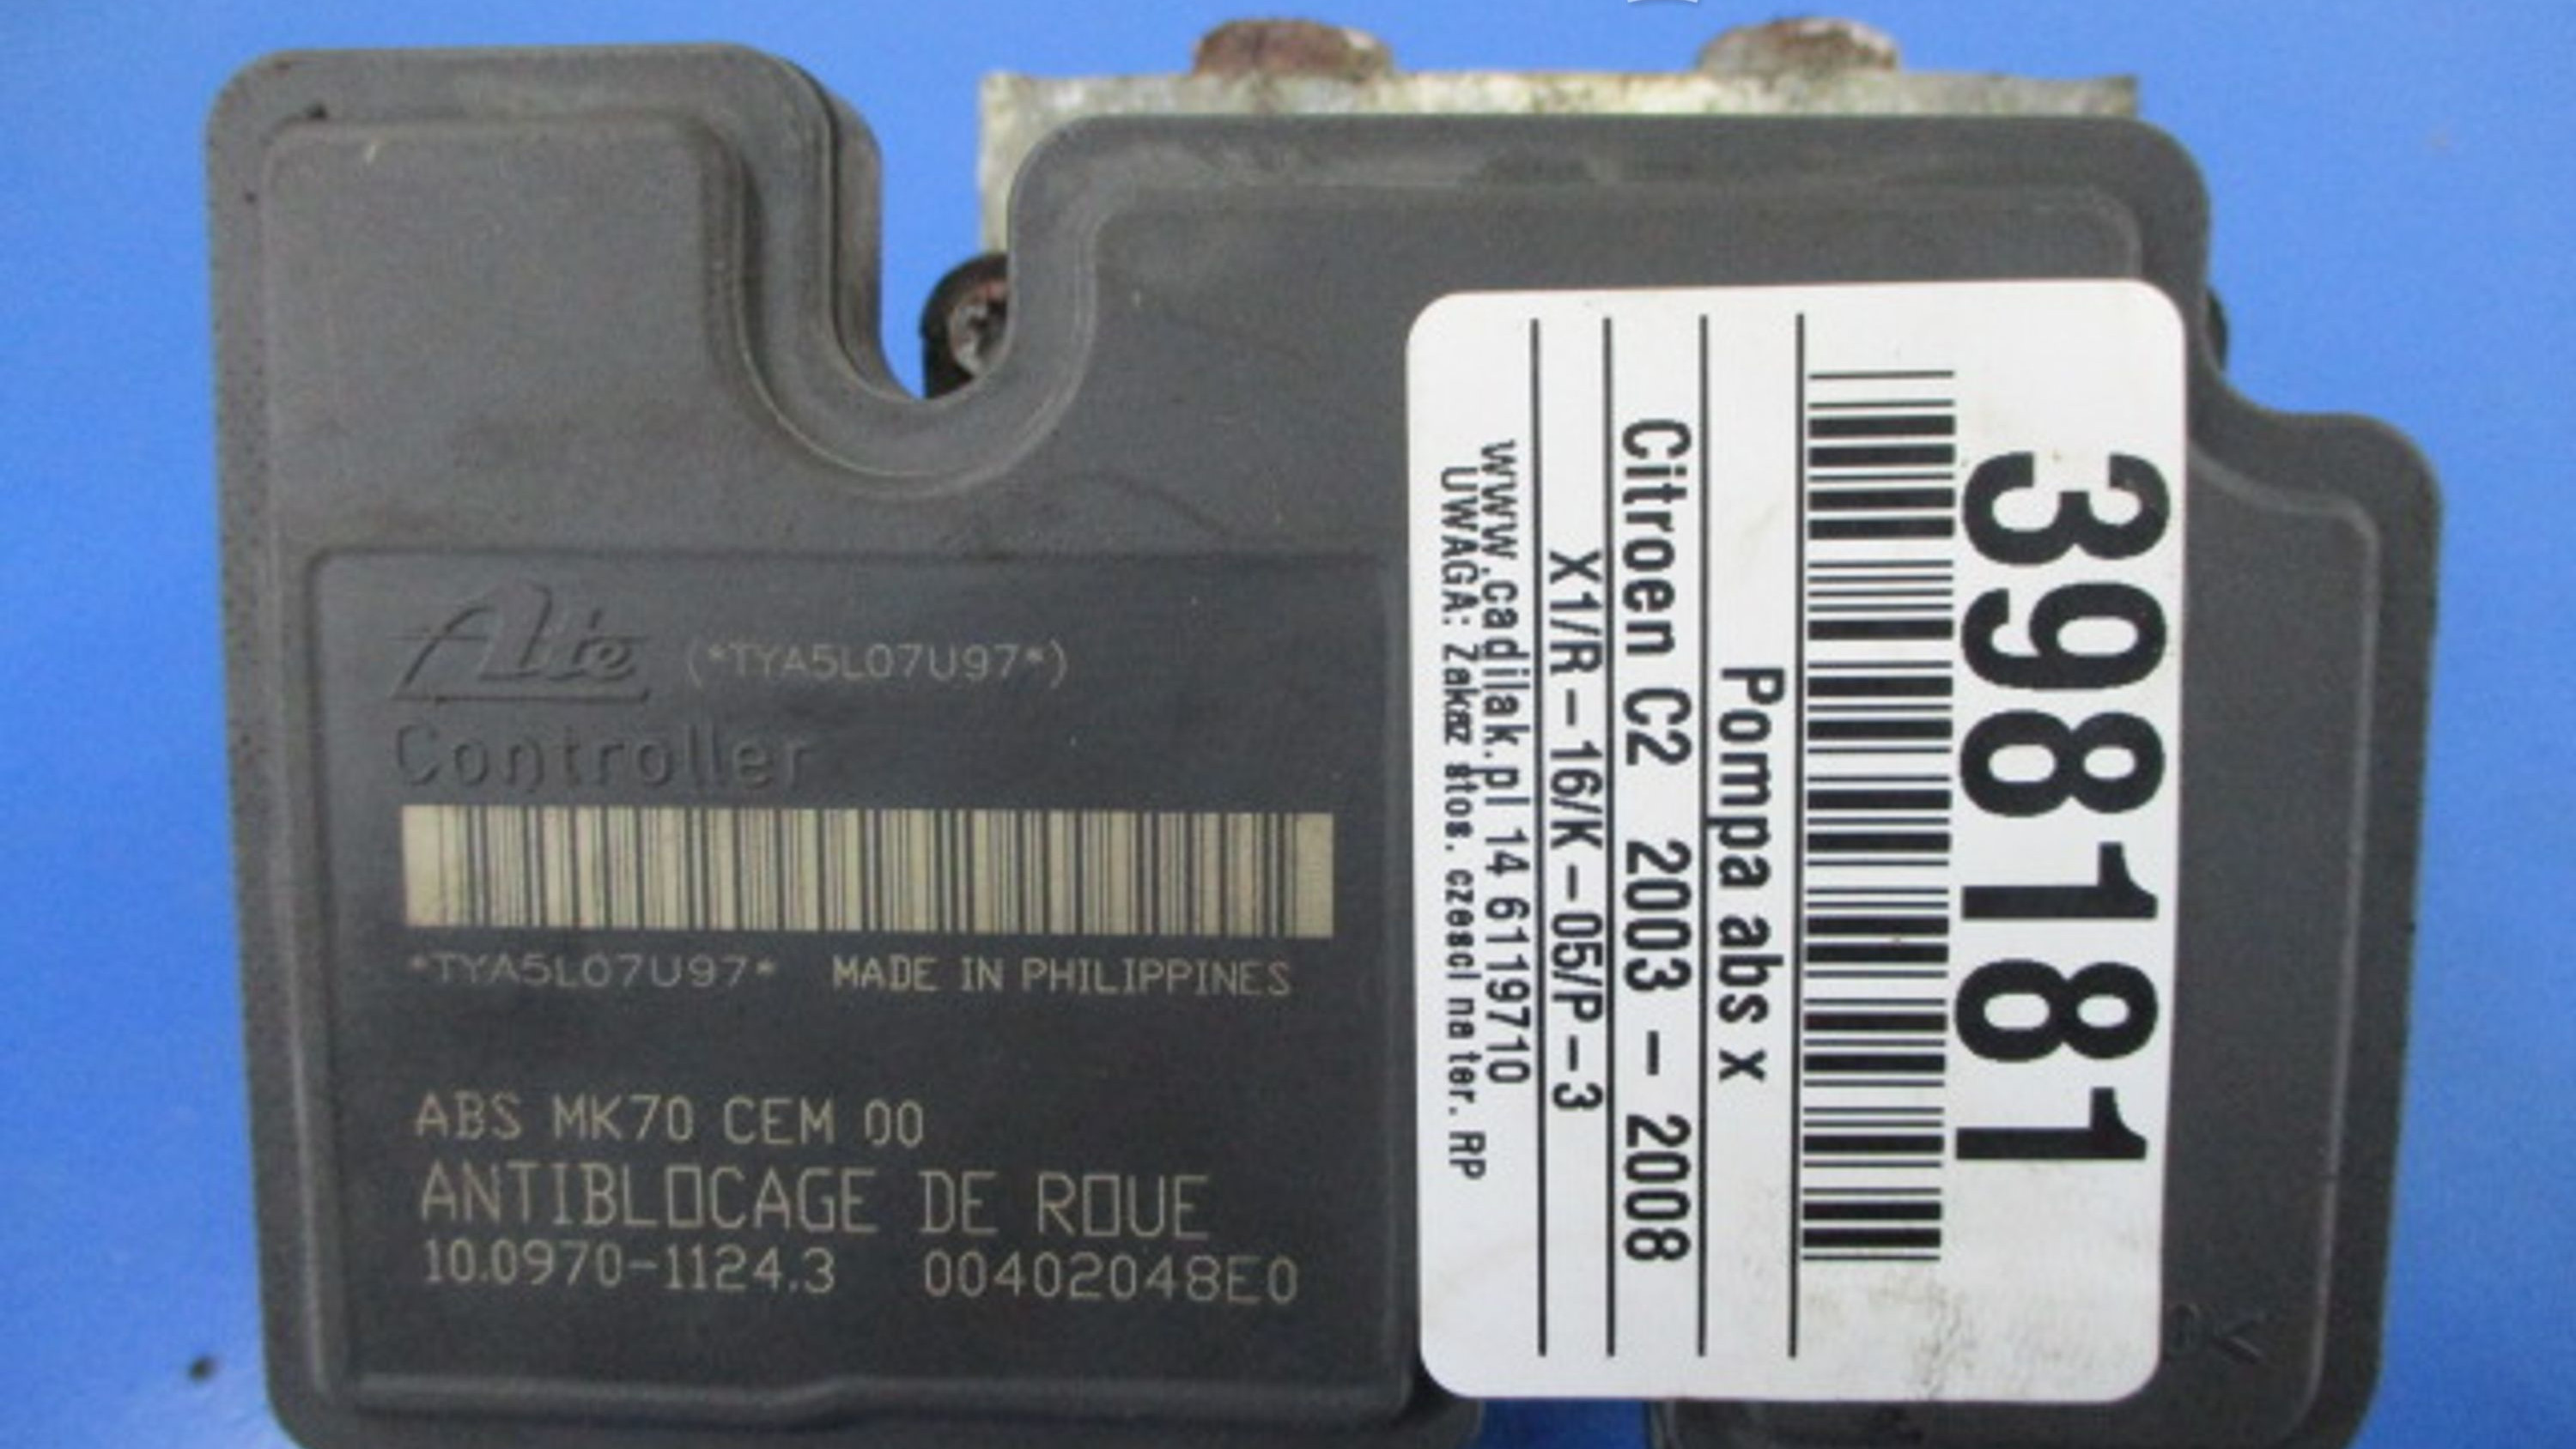 Ate (*TYA5L07U97*)
Controller
*TYA5L07U97* MADE IN PHILIPPINES
ABS MK70 CEM 00
ANTIBLOCAGE DE ROUE
10.0970-1124.3 00402048E0
398181
Pompa abs x
Citroen C2 2003 - 2008
X1/R-16/K-05/P-3
www.cadilak.pl 14 6119710
UWAGA: Zakaz stos. czesci na ter. RP
OK